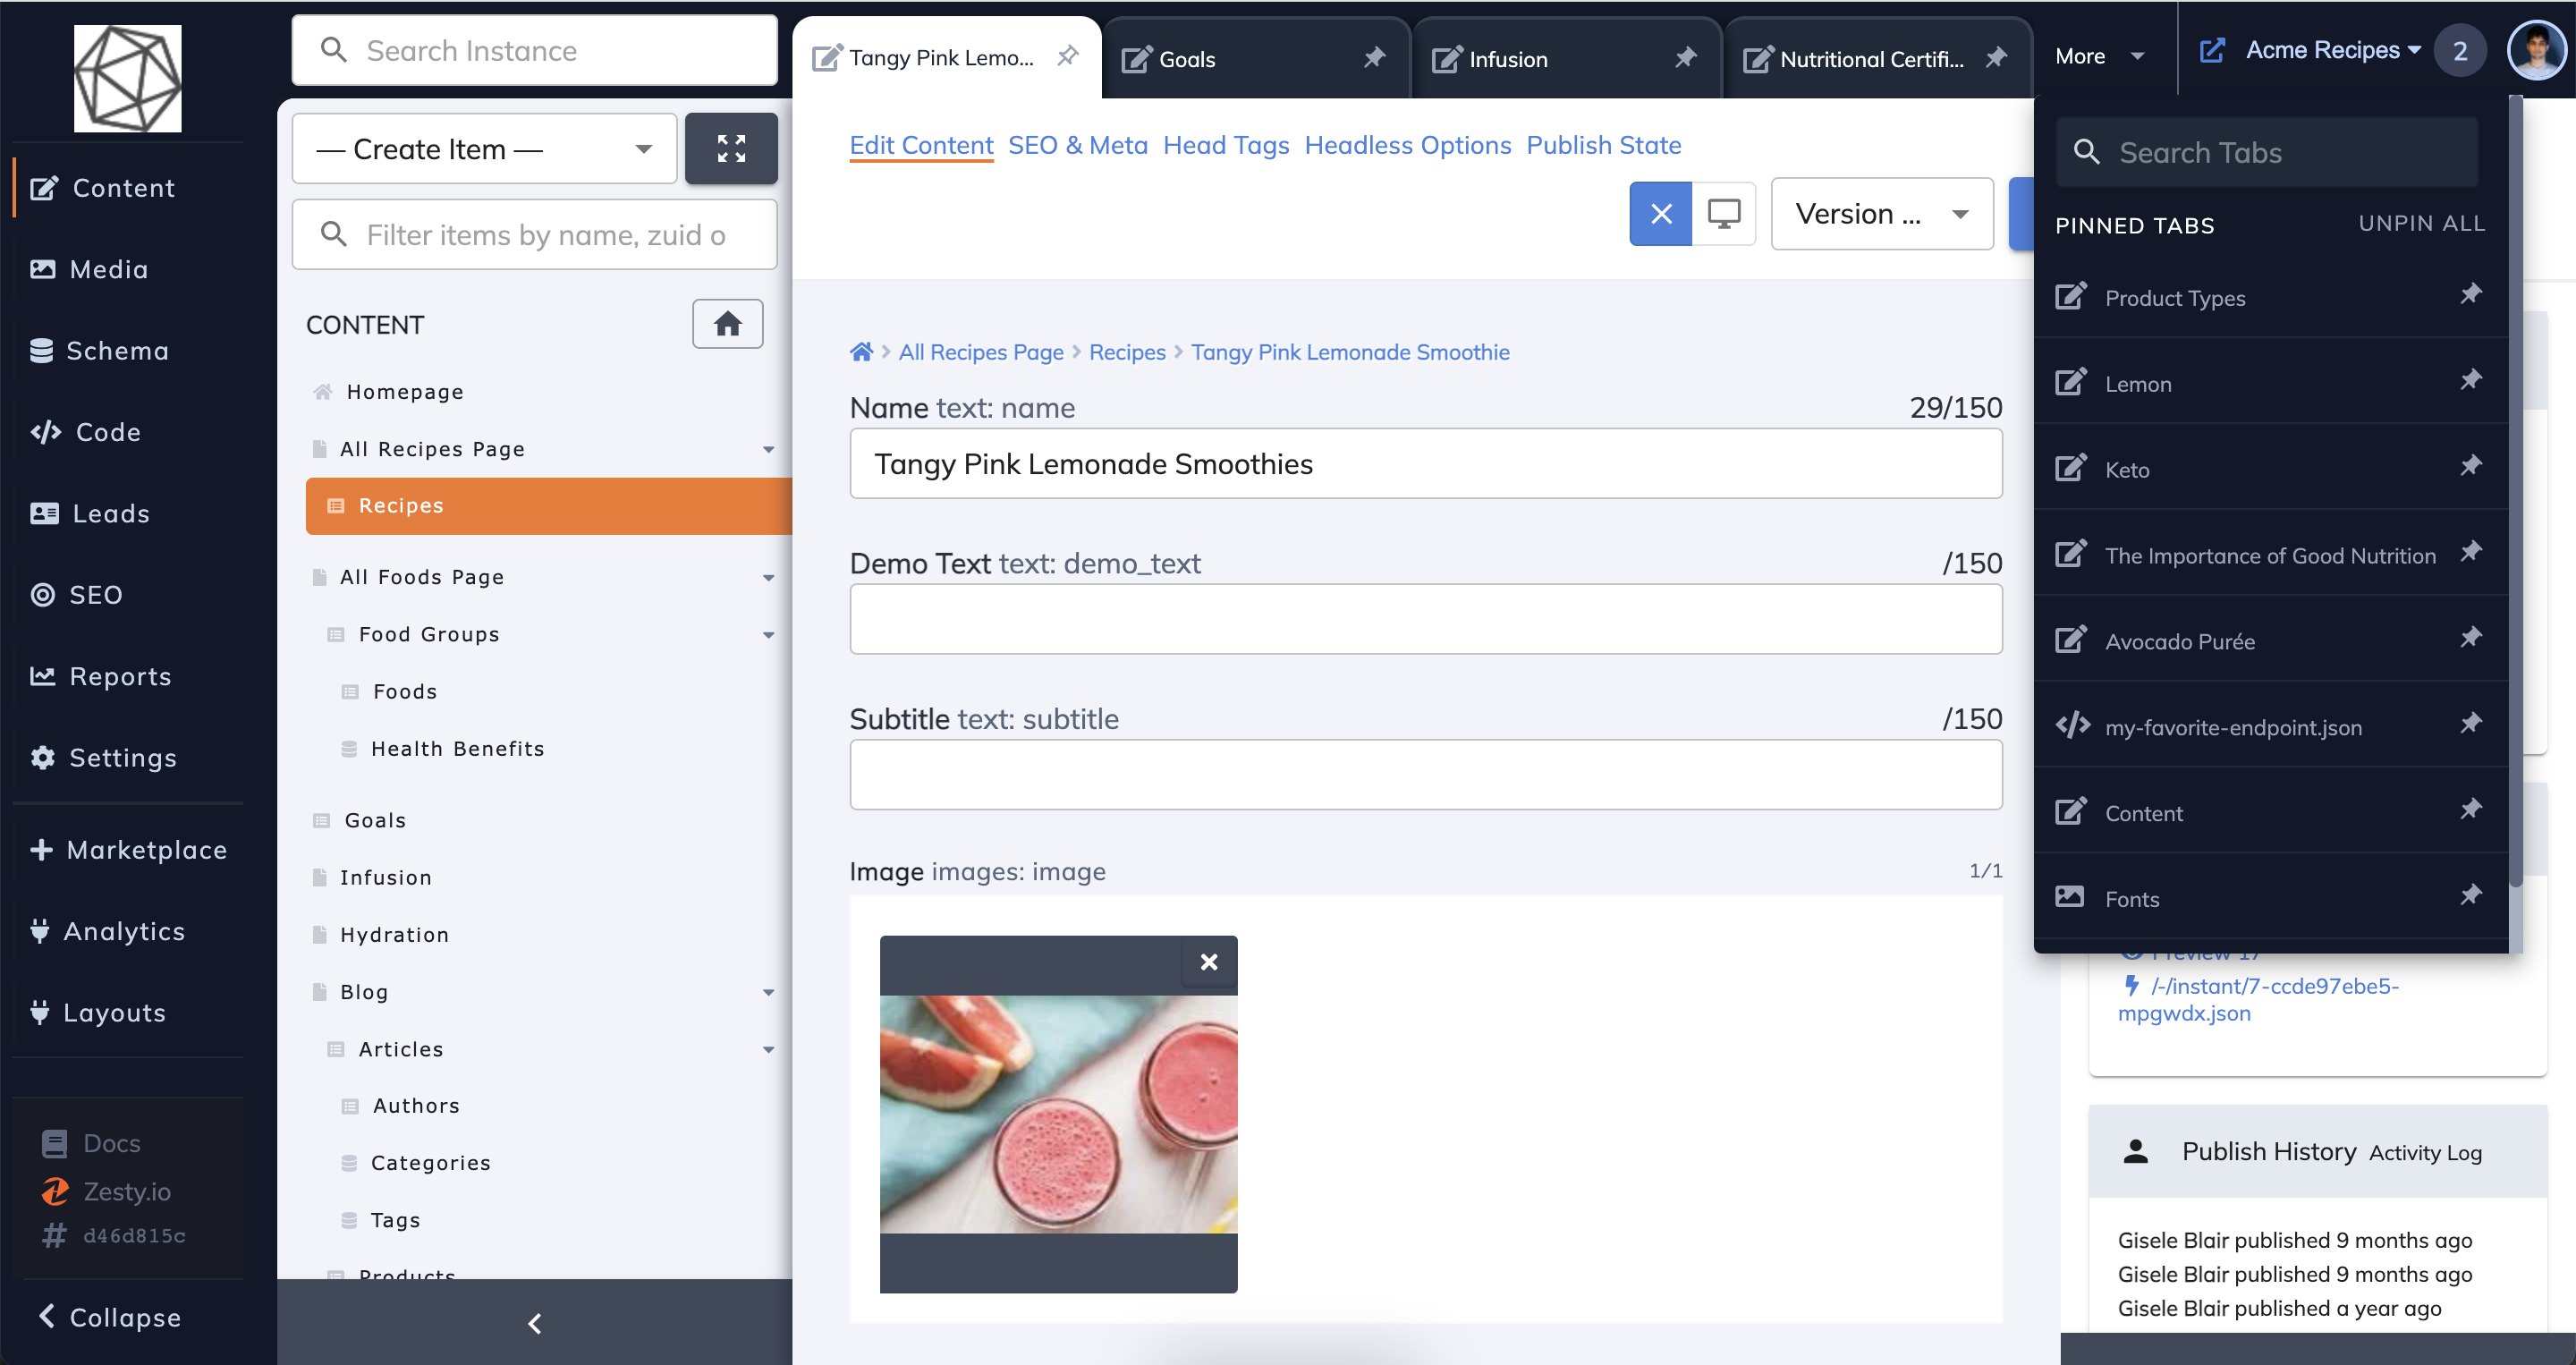 Search Instance
Tangy Pink Lemo...
Goals
Infusion
Nutritional Certifi...
More
Acme Recipes
2
Content
Media
Schema
Code
Leads
SEO
Reports
Settings
Marketplace
Analytics
Layouts
Docs
Zesty.io
d46d815c
Collapse
— Create Item —
Filter items by name, zuid o
CONTENT
Homepage
All Recipes Page
Recipes
All Foods Page
Food Groups
Foods
Health Benefits
Goals
Infusion
Hydration
Blog
Articles
Authors
Categories
Tags
Products
Edit Content SEO & Meta Head Tags Headless Options Publish State
Version ...
All Recipes Page Recipes Tangy Pink Lemonade Smoothie
Name text: name 29/150
Tangy Pink Lemonade Smoothies
Demo Text text: demo_text /150
Subtitle text: subtitle /150
Image images: image 1/1
Search Tabs
PINNED TABS UNPIN ALL
Product Types
Lemon
Keto
The Importance of Good Nutrition
Avocado Purée
my-favorite-endpoint.json
Content
Fonts
Preview 17
/-/instant/7-ccde97ebe5-
mpgwdx.json
Publish History Activity Log
Gisele Blair published 9 months ago
Gisele Blair published 9 months ago
Gisele Blair published a year ago